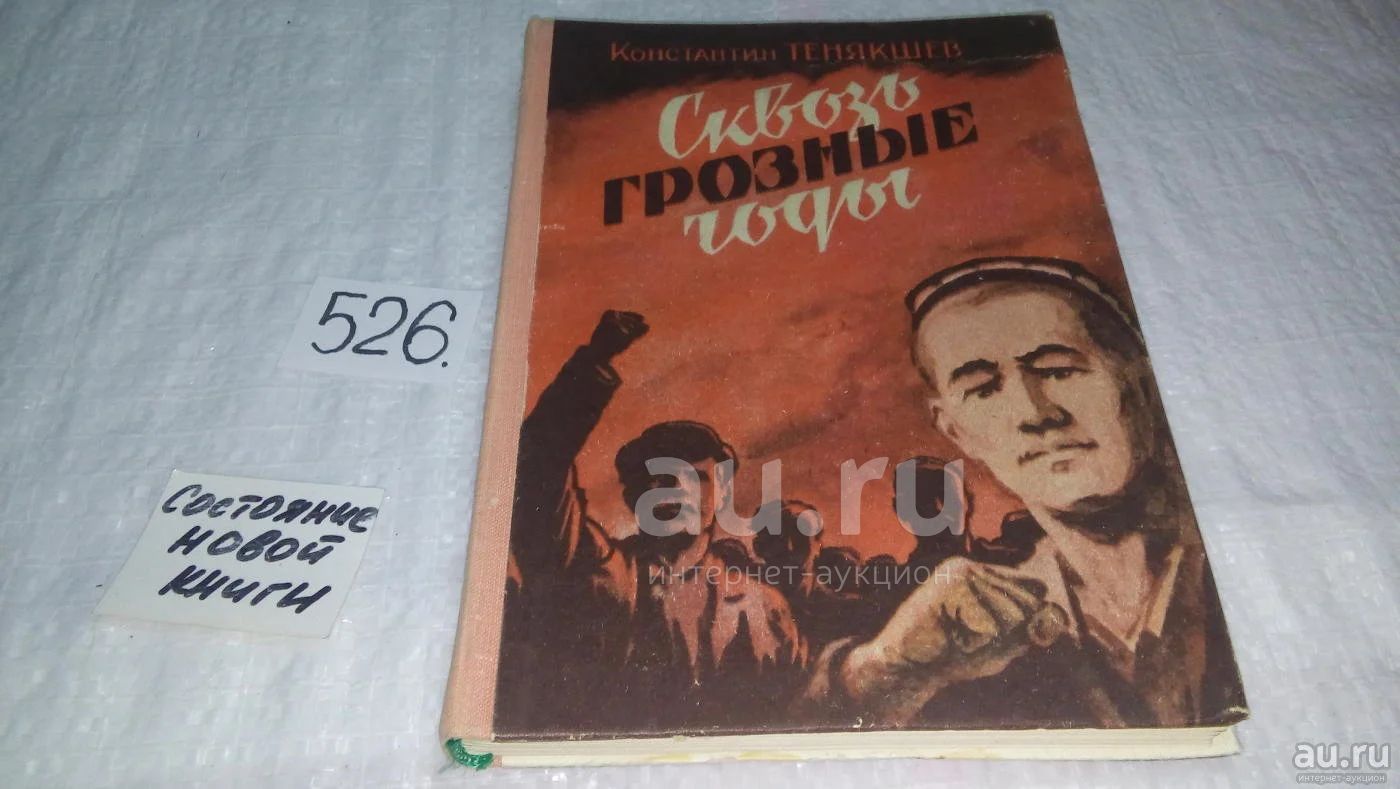 Константин ТЕНЯКШЕВ
Сквозь
ГРОЗНЫЕ
годы
526.
СОСТОЯНИЕ
НОВОЙ
КНИГИ
au.ru
интернет-аукцион
au.ru
интернет-аукцион